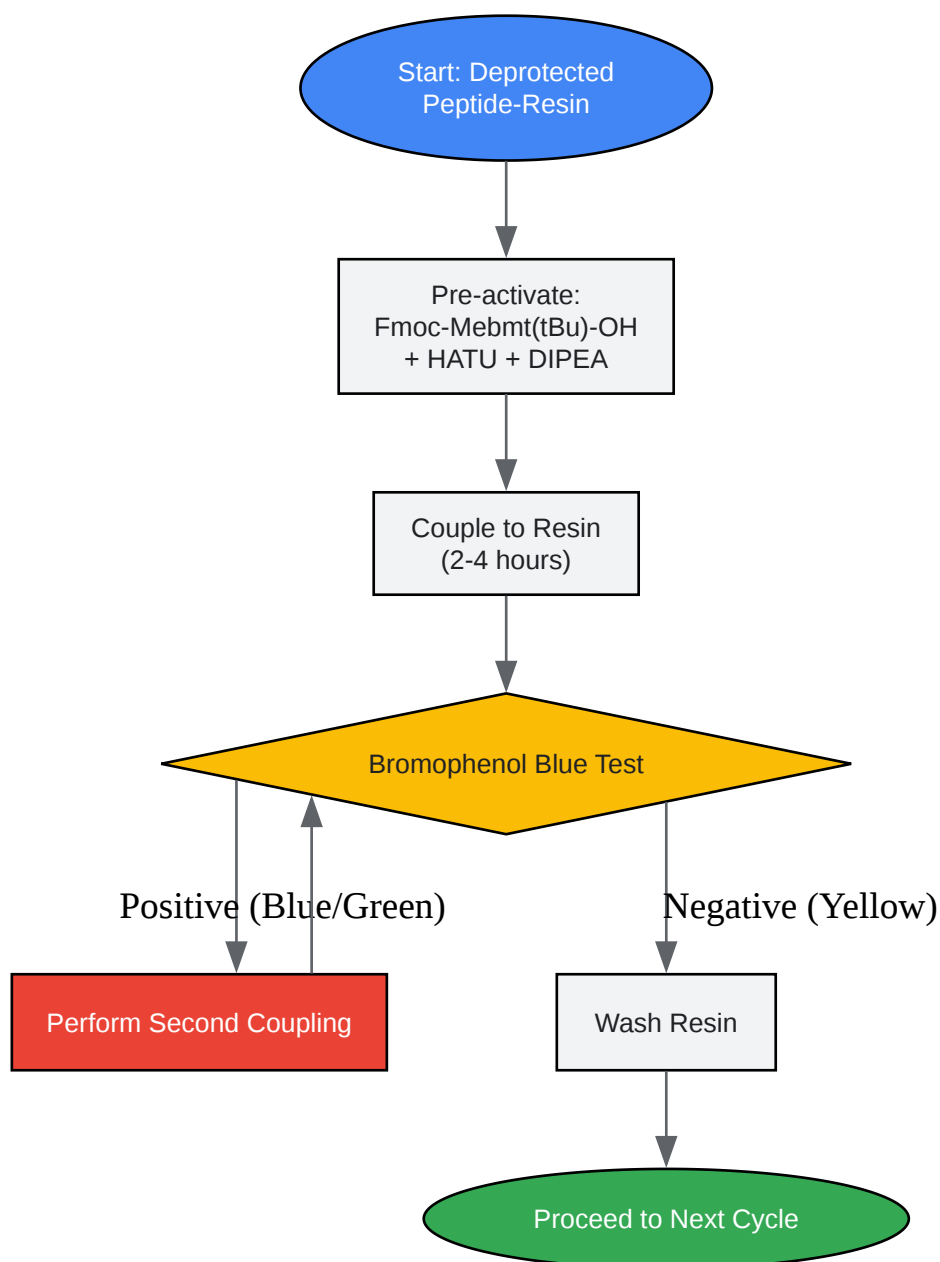 Start: Deprotected
Peptide-Resin
Pre-activate:
Fmoc-Mebmt(tBu)-OH
+ HATU + DIPEA
Couple to Resin
(2-4 hours)
Bromophenol Blue Test
Positive (Blue/Green)
Negative (Yellow)
Perform Second Coupling
Wash Resin
Proceed to Next Cycle